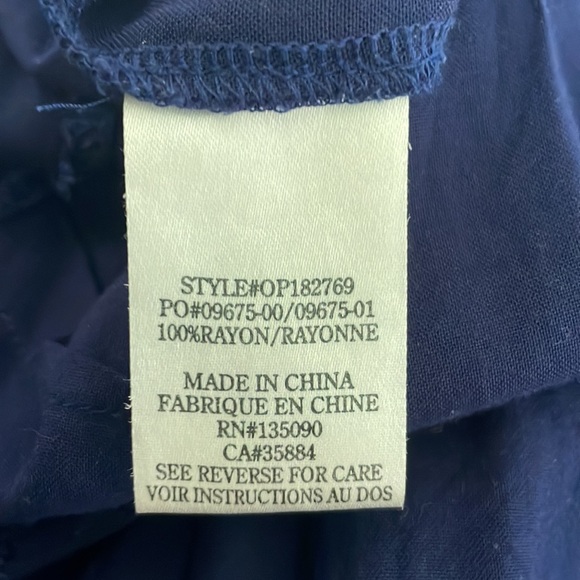 STYLE#OP182769
PO#09675-00/09675-01
100%RAYON/RAYONNE
MADE IN CHINA
FABRIQUE EN CHINE
RN#135090
CA#35884
SEE REVERSE FOR CARE
VOIR INSTRUCTIONS AU DOS